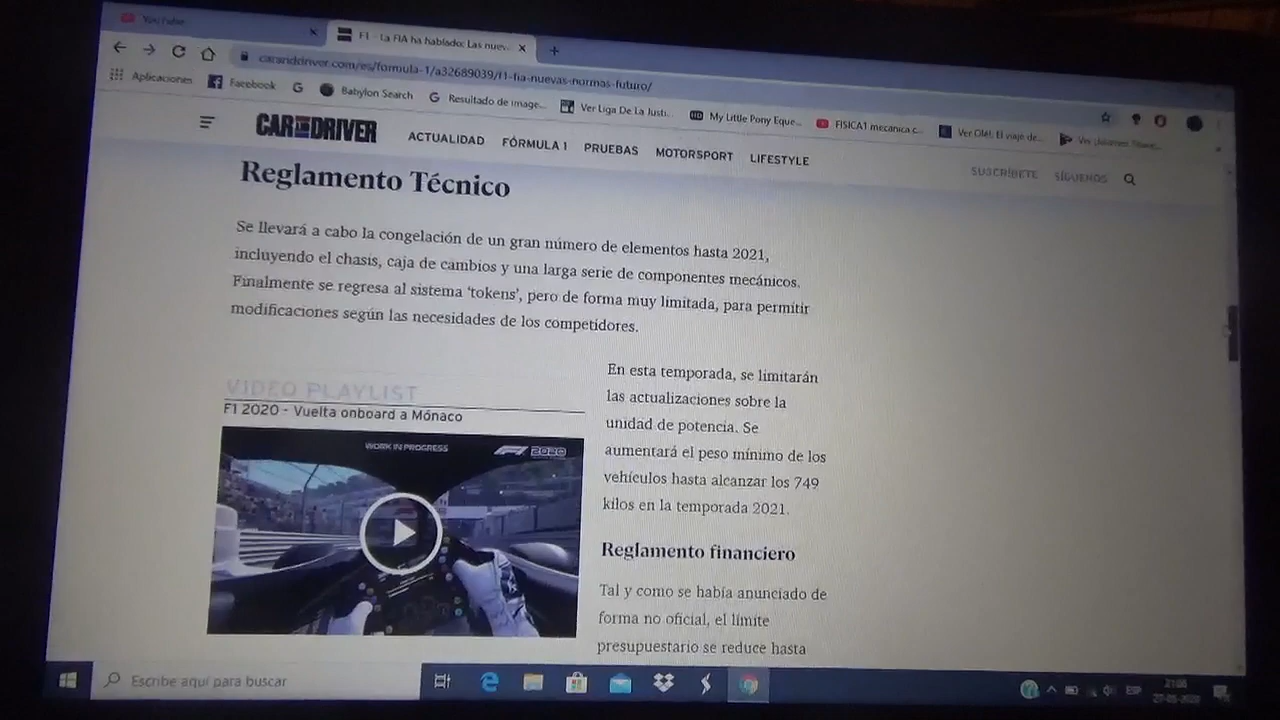 YouTube
F1 - La FIA ha hablado: Las nuev...
caranddriver.com/es/formula-1/a32689039/f1-fia-nuevas-normas-futuro/
Aplicaciones Facebook Babylon Search Resultado de image... Ver Liga De La Justi... My Little Pony Eque... FISICA1 mecanica c... Ver Olé!. El viaje de...
CAR AND DRIVER ACTUALIDAD FÓRMULA 1 PRUEBAS MOTORSPORT LIFESTYLE SUSCRÍBETE SÍGUENOS
Reglamento Técnico
Se llevará a cabo la congelación de un gran número de elementos hasta 2021,
incluyendo el chasis, caja de cambios y una larga serie de componentes mecánicos.
Finalmente se regresa al sistema 'tokens', pero de forma muy limitada, para permitir
modificaciones según las necesidades de los competidores.
VIDEO PLAYLIST
F1 2020 - Vuelta onboard a Mónaco
WORK IN PROGRESS F1 2020
En esta temporada, se limitarán
las actualizaciones sobre la
unidad de potencia. Se
aumentará el peso mínimo de los
vehículos hasta alcanzar los 749
kilos en la temporada 2021.
Reglamento financiero
Tal y como se había anunciado de
forma no oficial, el límite
presupuestario se reduce hasta
Escribe aquí para buscar
ESP